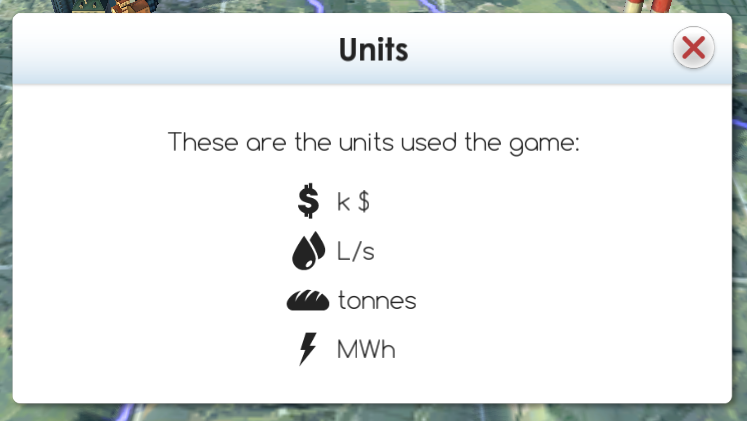 Units
These are the units used the game:
k $
L/s
tonnes
MWh